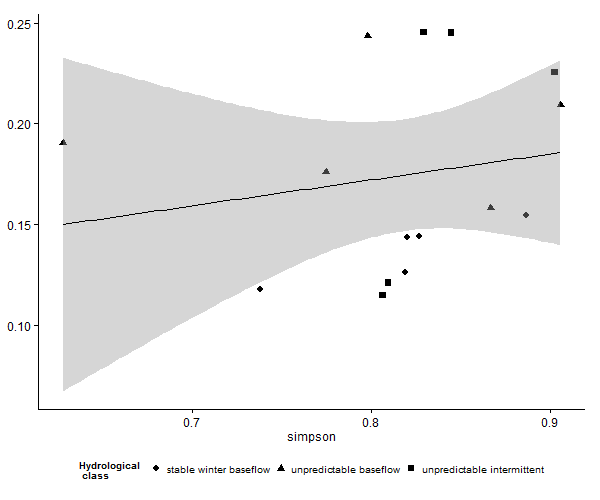 0.25
0.20
0.15
0.10
0.7 0.8 0.9
simpson
Hydrological
class
stable winter baseflow unpredictable baseflow unpredictable intermittent